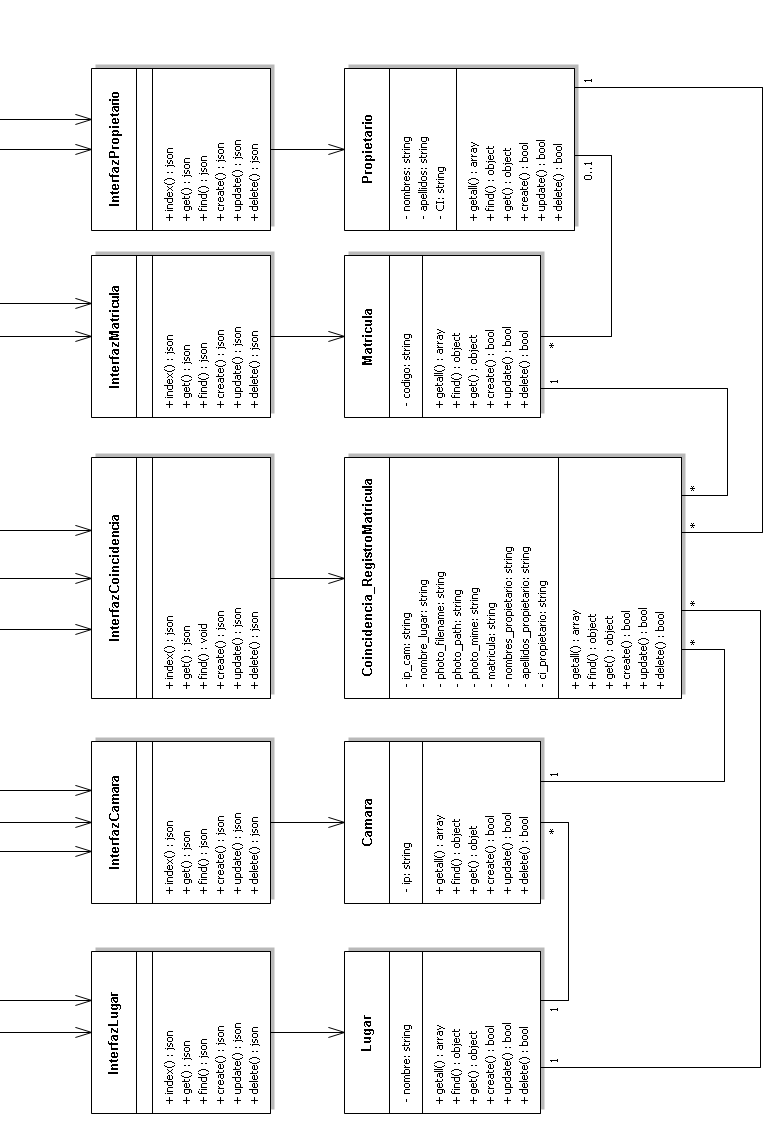 InterfazLugar
+ index() : json
+ get() : json
+ find() : json
+ create() : json
+ update() : json
+ delete() : json
InterfazCamara
+ index() : json
+ get() : json
+ find() : json
+ create() : json
+ update() : json
+ delete() : json
InterfazCoincidencia
+ index() : json
+ get() : json
+ find() : void
+ create() : json
+ update() : json
+ delete() : json
InterfazMatricula
+ index() : json
+ get() : json
+ find() : json
+ create() : json
+ update() : json
+ delete() : json
InterfazPropietario
+ index() : json
+ get() : json
+ find() : json
+ create() : json
+ update() : json
+ delete() : json
Lugar
- nombre: string
+ getall() : array
+ find() : object
+ get() : object
+ create() : bool
+ update() : bool
+ delete() : bool
1
1
Camara
- ip: string
+ getall() : array
+ find() : object
+ get() : objet
+ create() : bool
+ update() : bool
+ delete() : bool
*
1
Coincidencia_RegistroMatricula
- ip_cam: string
- nombre_lugar: string
- photo_filename: string
- photo_path: string
- photo_mime: string
- matricula: string
- nombres_propietario: string
- apellidos_propietario: string
- ci_propietario: string
+ getall() : array
+ find() : object
+ get() : object
+ create() : bool
+ update() : bool
+ delete() : bool
*
*
*
*
Matricula
- codigo: string
+ getall() : array
+ find() : object
+ get() : object
+ create() : bool
+ update() : bool
+ delete() : bool
1
*
Propietario
- nombres: string
- apellidos: string
- CI: string
+ getall() : array
+ find() : object
+ get() : object
+ create() : bool
+ update() : bool
+ delete() : bool
0..1
1